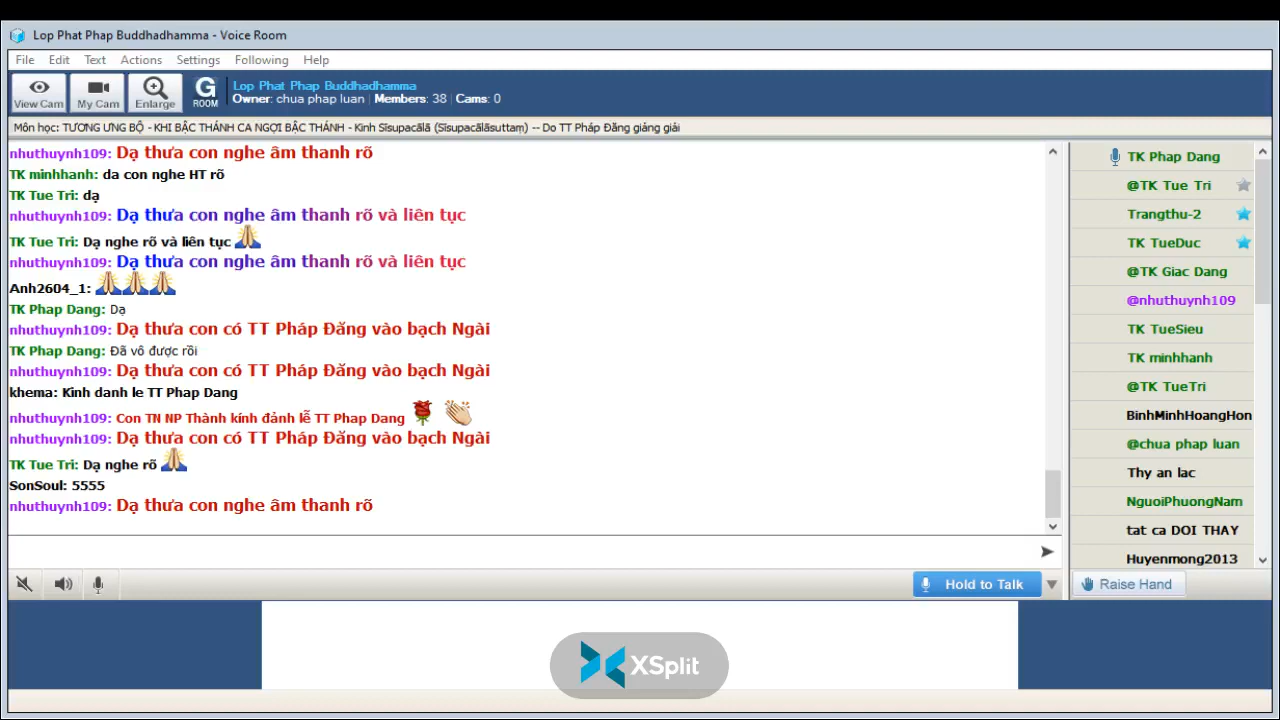 Lop Phat Phap Buddhadhamma - Voice Room
File Edit Text Actions Settings Following Help
View Cam
My Cam
Enlarge
G ROOM
Lop Phat Phap Buddhadhamma
Owner: chua phap luan | Members: 38 | Cams: 0
Môn học: TƯƠNG ƯNG BỘ - KHI BẬC THÁNH CA NGỢI BẬC THÁNH - Kinh Sīsupacālā (Sīsupacālāsuttaṃ) -- Do TT Pháp Đăng giảng giải
nhuthuynh109: Dạ thưa con nghe âm thanh rõ
TK minhhanh: da con nghe HT rõ
TK Tue Tri: dạ
nhuthuynh109: Dạ thưa con nghe âm thanh rõ và liên tục
TK Tue Tri: Dạ nghe rõ và liên tục
nhuthuynh109: Dạ thưa con nghe âm thanh rõ và liên tục
Anh2604_1:
TK Phap Dang: Dạ
nhuthuynh109: Dạ thưa con có TT Pháp Đăng vào bạch Ngài
TK Phap Dang: Đã vô được rồi
nhuthuynh109: Dạ thưa con có TT Pháp Đăng vào bạch Ngài
khema: Kinh danh le TT Phap Dang
nhuthuynh109: Con TN NP Thành kính đảnh lễ TT Phap Dang
nhuthuynh109: Dạ thưa con có TT Pháp Đăng vào bạch Ngài
TK Tue Tri: Dạ nghe rõ
SonSoul: 5555
nhuthuynh109: Dạ thưa con nghe âm thanh rõ
TK Phap Dang
@TK Tue Tri
Trangthu-2
TK TueDuc
@TK Giac Dang
@nhuthuynh109
TK TueSieu
TK minhhanh
@TK TueTri
BinhMinhHoangHon
@chua phap luan
Thy an lac
NguoiPhuongNam
tat ca DOI THAY
Huyenmong2013
Hold to Talk
Raise Hand
XSplit